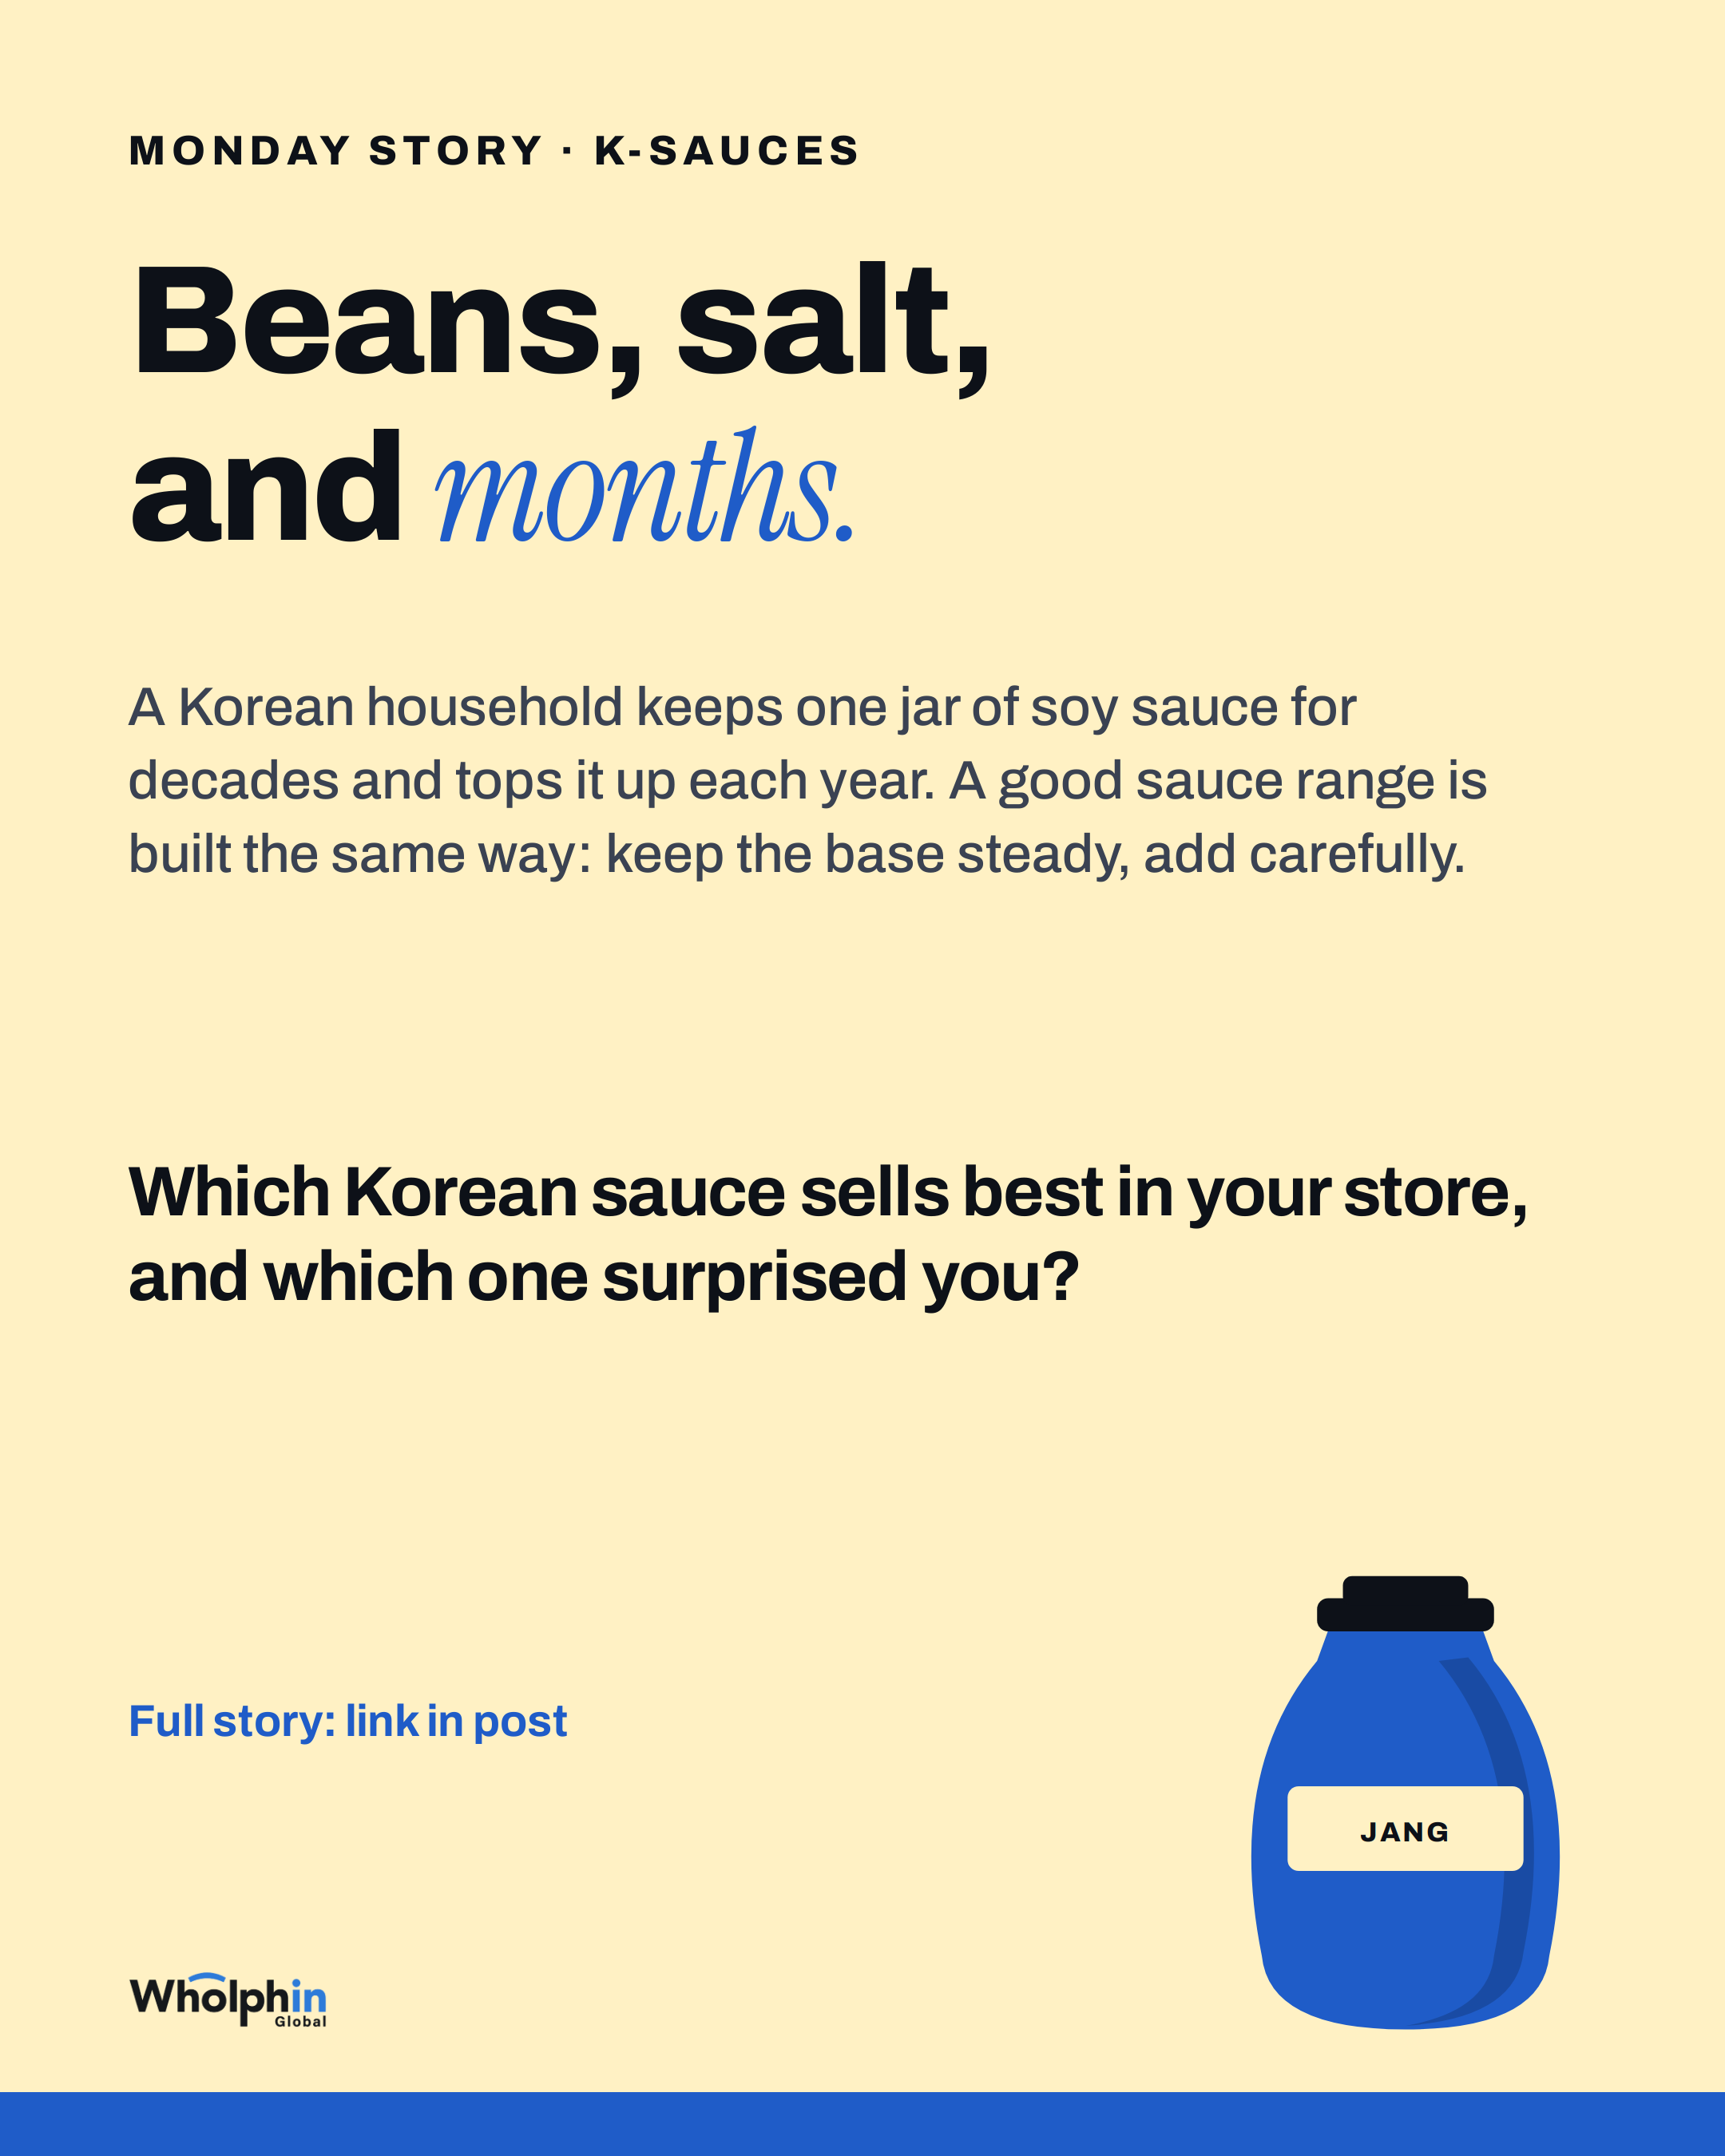 MONDAY STORY · K-SAUCES
Beans, salt,
and months.
A Korean household keeps one jar of soy sauce for
decades and tops it up each year. A good sauce range is
built the same way: keep the base steady, add carefully.
Which Korean sauce sells best in your store,
and which one surprised you?
Full story: link in post
JANG
Wholphin
Global